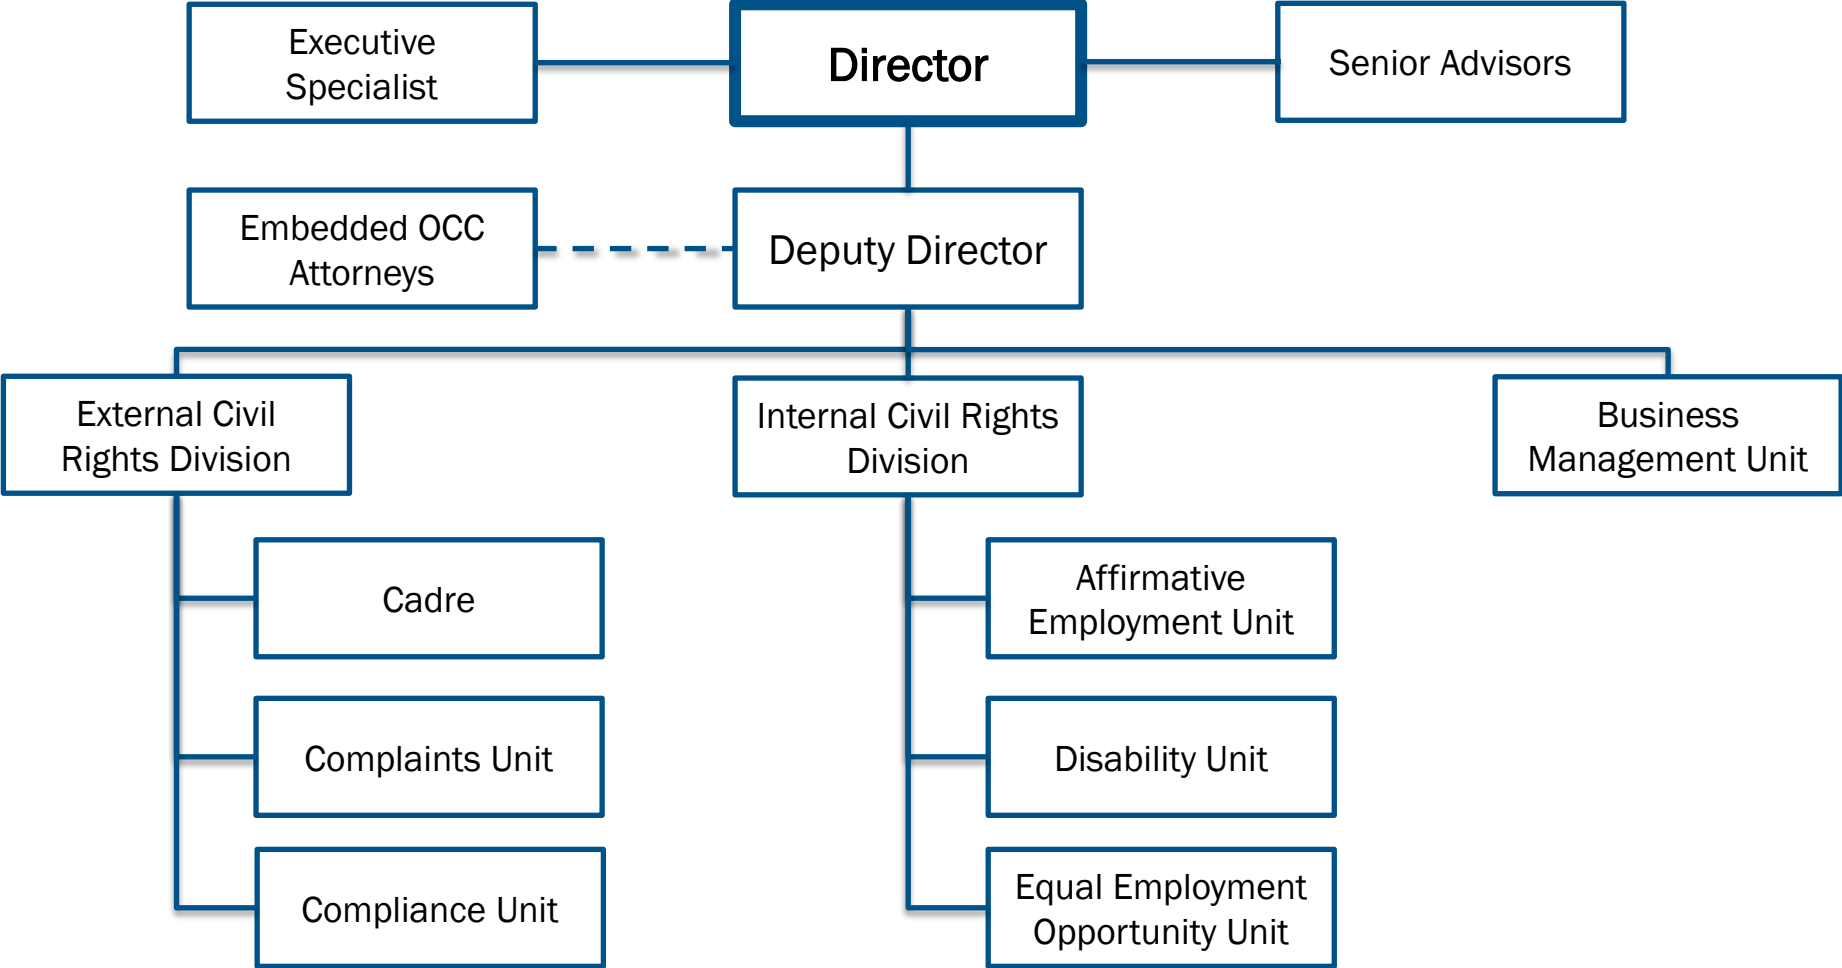 Executive
Specialist
Director
Senior Advisors
Embedded OCC
Attorneys
Deputy Director
External Civil
Rights Division
Internal Civil Rights
Division
Business
Management Unit
Cadre
Affirmative
Employment Unit
Complaints Unit
Disability Unit
Compliance Unit
Equal Employment
Opportunity Unit